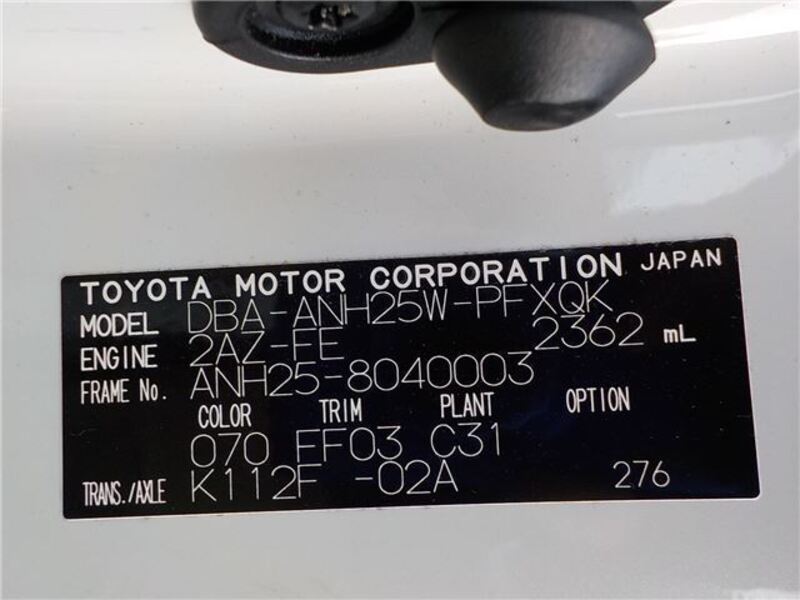 TOYOTA MOTOR CORPORATION JAPAN
MODEL DBA-ANH25W-PFXQK
ENGINE 2AZ-FE 2362 mL
FRAME No. ANH25-8040003
COLOR TRIM PLANT OPTION
070 FF03 C31
TRANS./AXLE K112F -02A 276